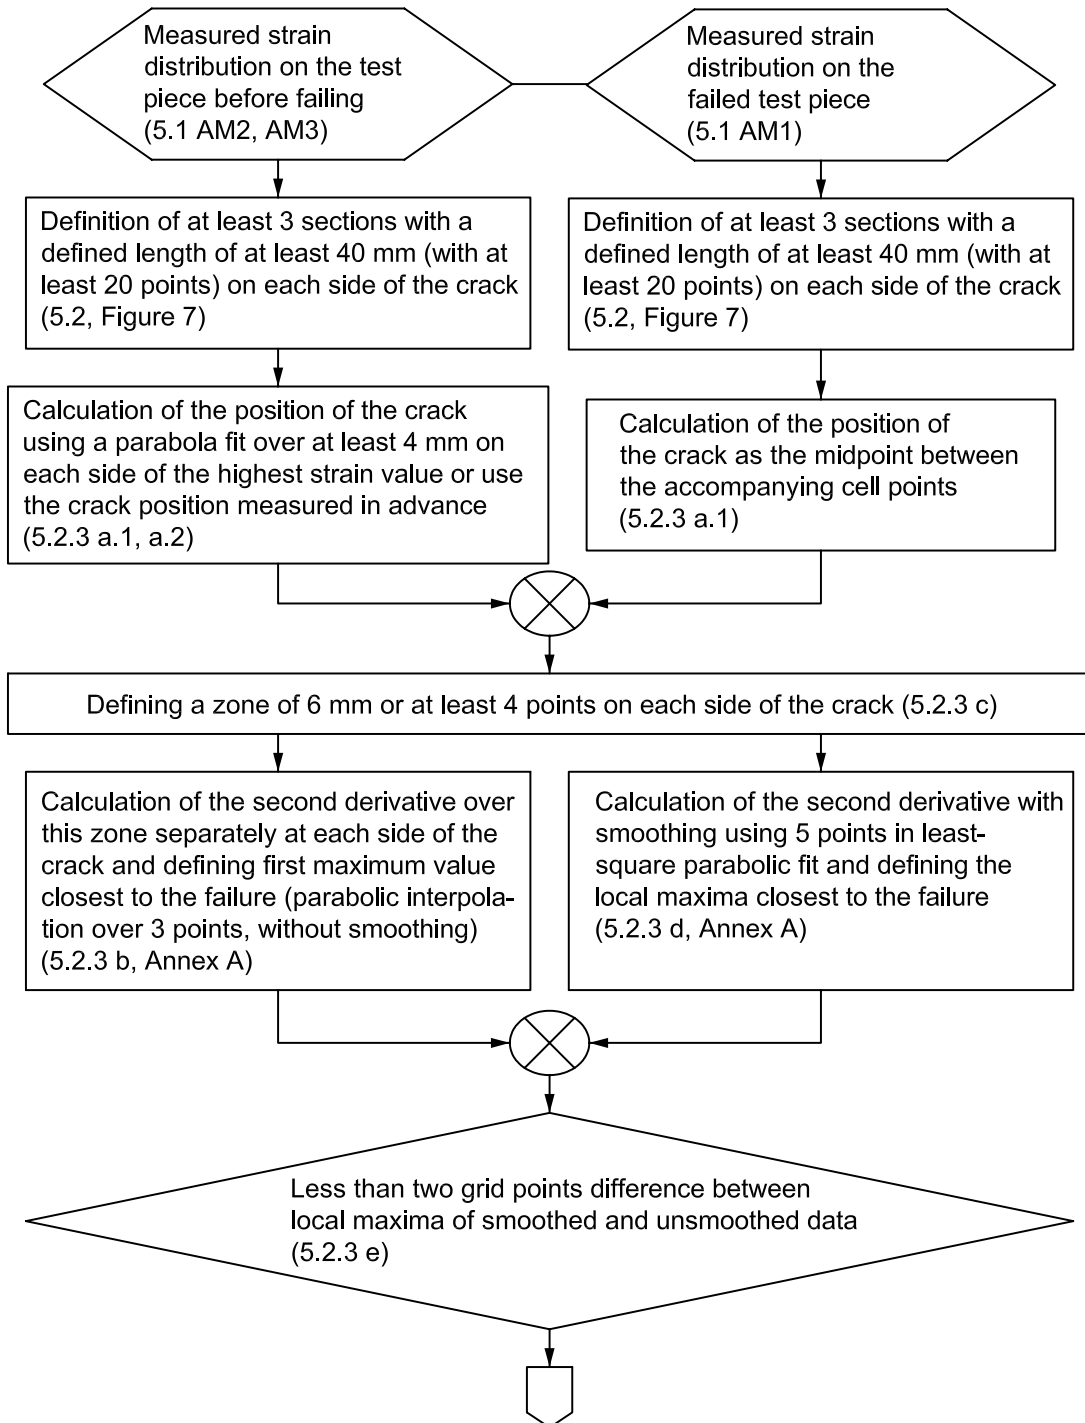 Measured strain
distribution on the test
piece before failing
(5.1 AM2, AM3)
Measured strain
distribution on the
failed test piece
(5.1 AM1)
Definition of at least 3 sections with a
defined length of at least 40 mm (with at
least 20 points) on each side of the crack
(5.2, Figure 7)
Definition of at least 3 sections with a
defined length of at least 40 mm (with at
least 20 points) on each side of the crack
(5.2, Figure 7)
Calculation of the position of the crack
using a parabola fit over at least 4 mm on
each side of the highest strain value or use
the crack position measured in advance
(5.2.3 a.1, a.2)
Calculation of the position of
the crack as the midpoint between
the accompanying cell points
(5.2.3 a.1)
Defining a zone of 6 mm or at least 4 points on each side of the crack (5.2.3 c)
Calculation of the second derivative over
this zone separately at each side of the
crack and defining first maximum value
closest to the failure (parabolic interpola-
tion over 3 points, without smoothing)
(5.2.3 b, Annex A)
Calculation of the second derivative with
smoothing using 5 points in least-
square parabolic fit and defining the
local maxima closest to the failure
(5.2.3 d, Annex A)
Less than two grid points difference between
local maxima of smoothed and unsmoothed data
(5.2.3 e)